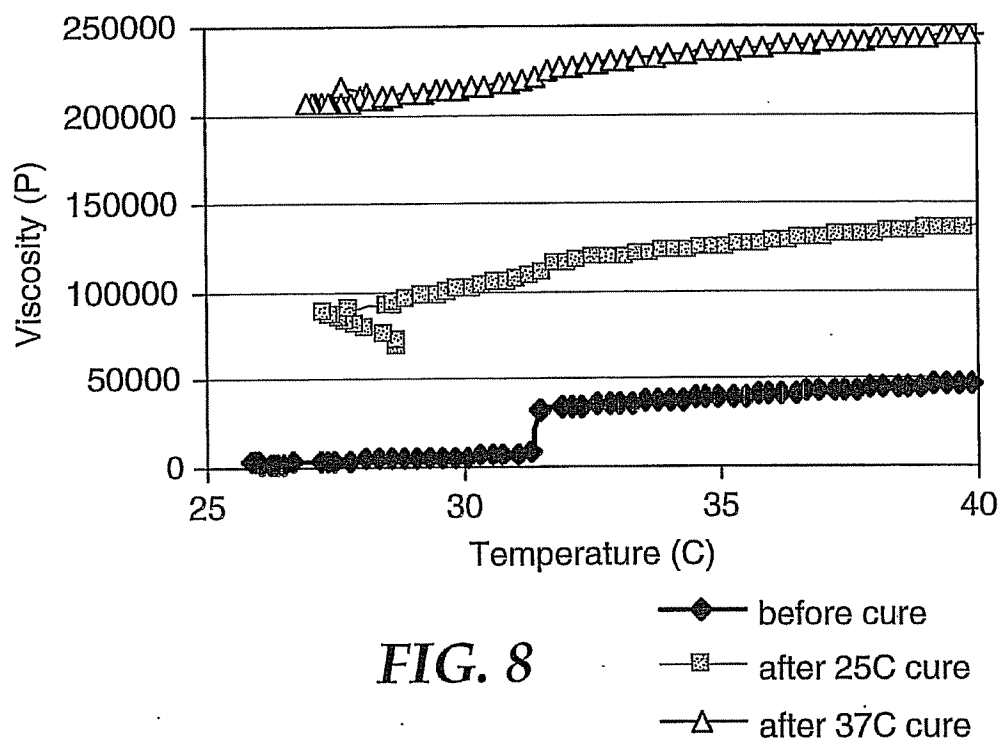 250000
200000
150000
100000
50000
0
Viscosity (P)
25
30
35
40
Temperature (C)
before cure
after 25C cure
after 37C cure
FIG. 8